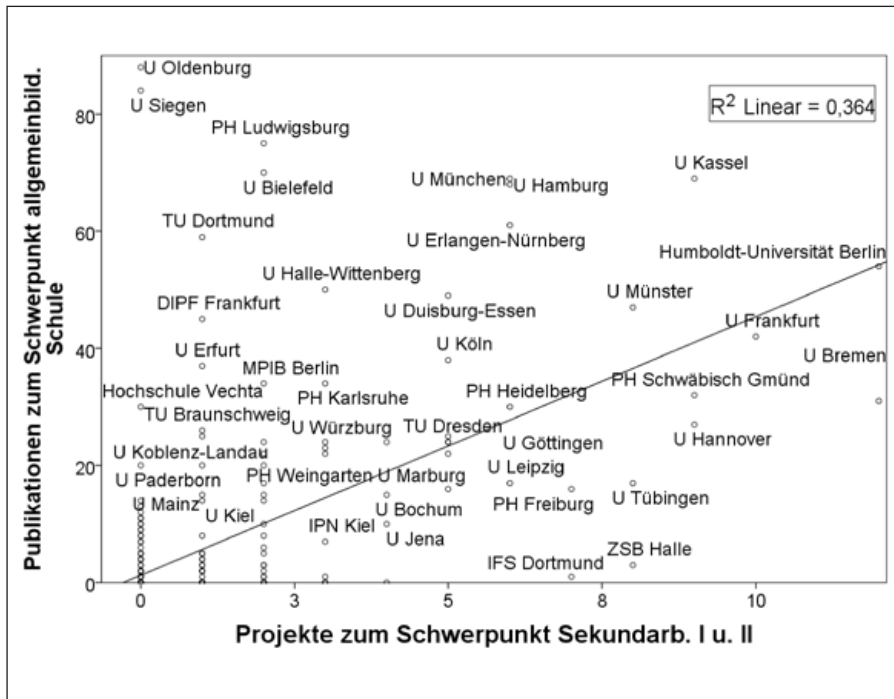 Publikationen zum Schwerpunkt allgemeinbild.
Schule
80
60
40
20
0
R² Linear = 0,364
U Oldenburg
U Siegen
PH Ludwigsburg
U Bielefeld
U München
U Hamburg
U Kassel
TU Dortmund
U Erlangen-Nürnberg
Humboldt-Universität Berlin
U Halle-Wittenberg
DIPF Frankfurt
U Duisburg-Essen
U Münster
U Frankfurt
U Erfurt
U Köln
U Bremen
MPIB Berlin
Hochschule Vechta
PH Karlsruhe
PH Heidelberg
PH Schwäbisch Gmünd
TU Braunschweig
U Würzburg
TU Dresden
U Göttingen
U Hannover
U Koblenz-Landau
U Paderborn
PH Weingarten
U Marburg
U Leipzig
U Mainz
U Kiel
U Bochum
PH Freiburg
U Tübingen
IPN Kiel
U Jena
IFS Dortmund
ZSB Halle
0
3
5
8
10
Projekte zum Schwerpunkt Sekundarb. I u. II